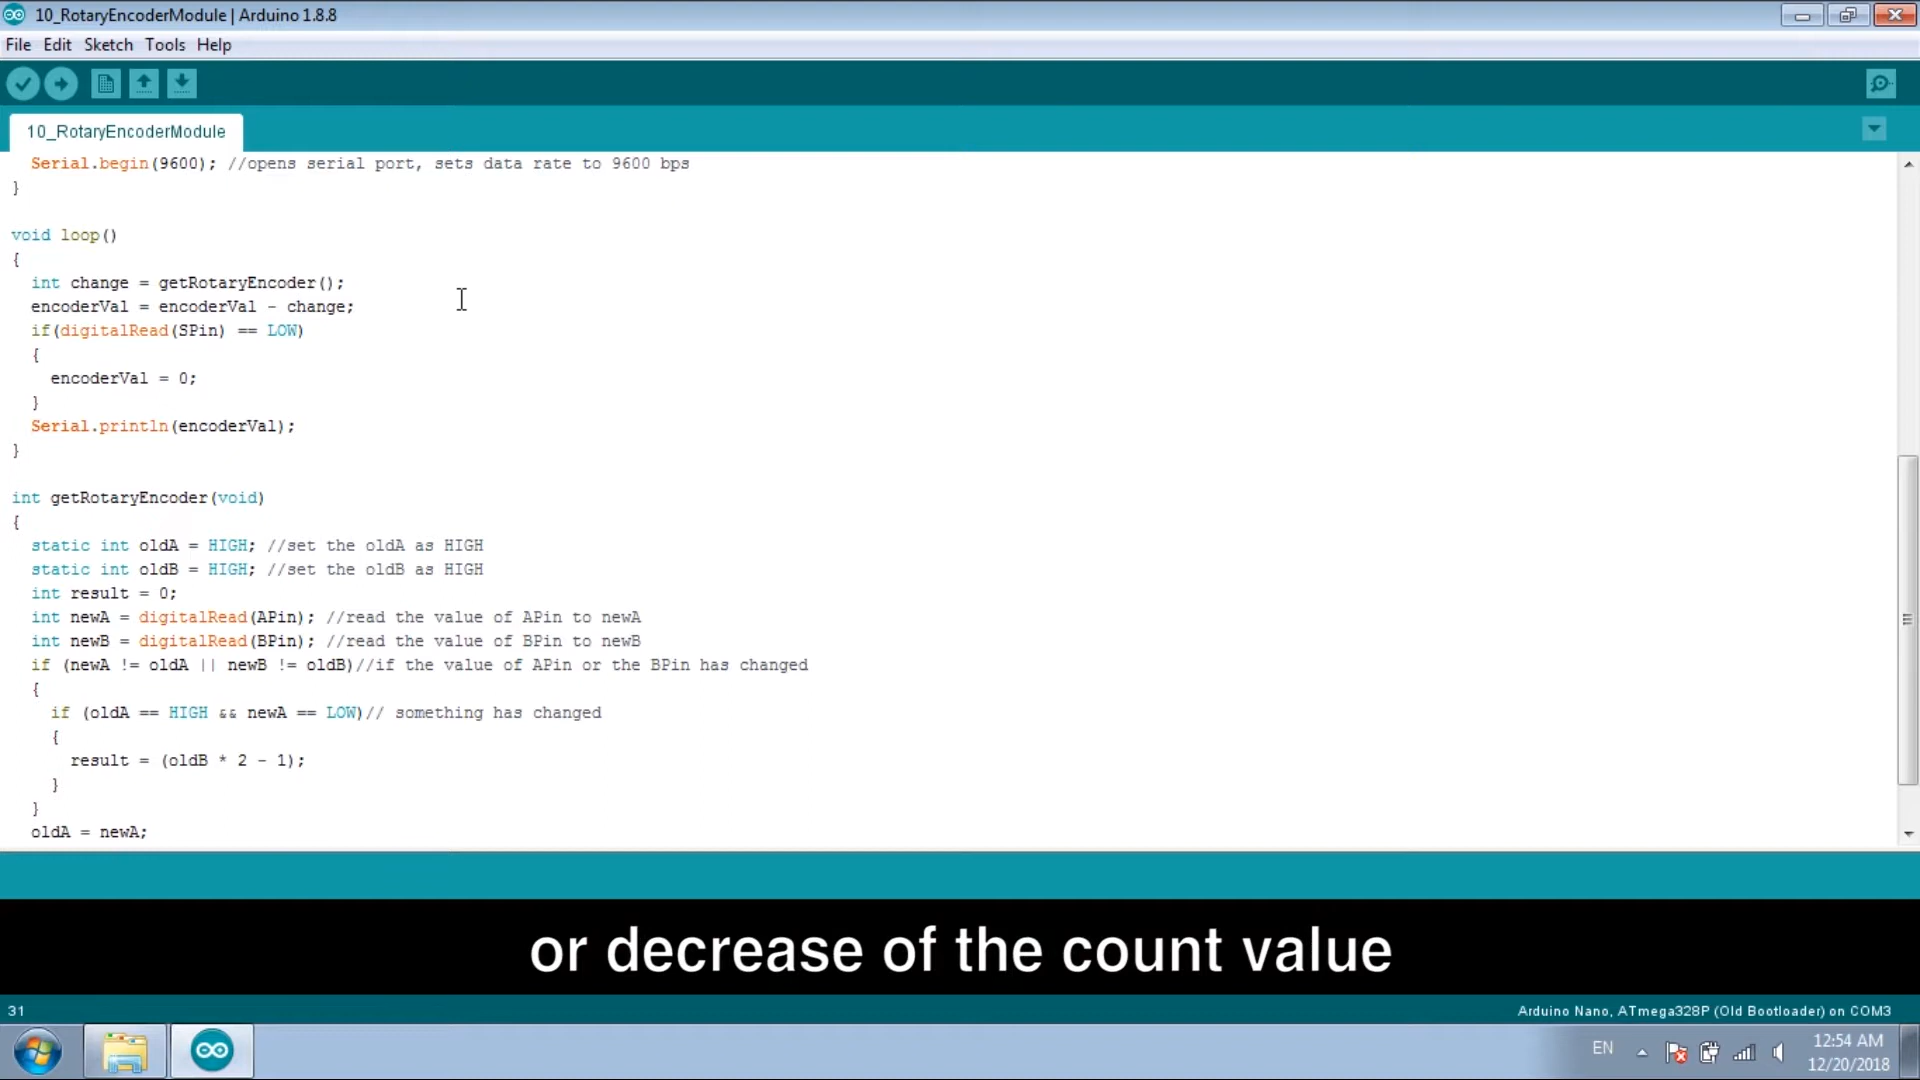 10_RotaryEncoderModule | Arduino 1.8.8
File Edit Sketch Tools Help
10_RotaryEncoderModule
Serial.begin(9600); //opens serial port, sets data rate to 9600 bps
}
void loop()
{
int change = getRotaryEncoder();
encoderVal = encoderVal - change;
if(digitalRead(SPin) == LOW)
{
encoderVal = 0;
}
Serial.println(encoderVal);
}
int getRotaryEncoder(void)
{
static int oldA = HIGH; //set the oldA as HIGH
static int oldB = HIGH; //set the oldB as HIGH
int result = 0;
int newA = digitalRead(APin); //read the value of APin to newA
int newB = digitalRead(BPin); //read the value of BPin to newB
if (newA != oldA || newB != oldB)//if the value of APin or the BPin has changed
{
if (oldA == HIGH && newA == LOW)// something has changed
{
result = (oldB * 2 - 1);
}
}
oldA = newA;
or decrease of the count value
31
Arduino Nano, ATmega328P (Old Bootloader) on COM3
EN
12:54 AM
12/20/2018